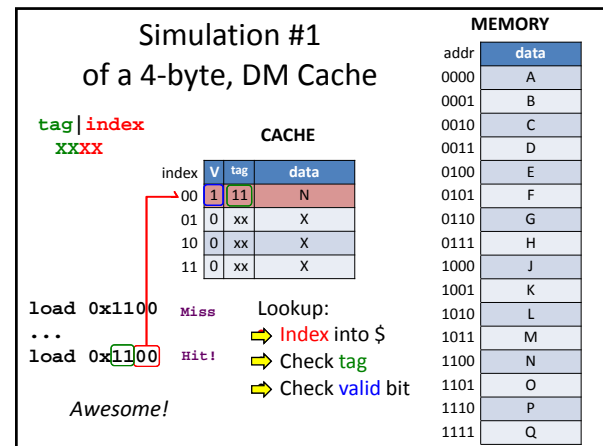 Simulation #1
of a 4-byte, DM Cache
tag|index
XXXX
CACHE
index V tag data
00 1 11 N
01 0 xx X
10 0 xx X
11 0 xx X
load 0x1100 Miss
...
load 0x1100 Hit!
Awesome!
Lookup:
Index into $
Check tag
Check valid bit
MEMORY
addr data
0000 A
0001 B
0010 C
0011 D
0100 E
0101 F
0110 G
0111 H
1000 J
1001 K
1010 L
1011 M
1100 N
1101 O
1110 P
1111 Q